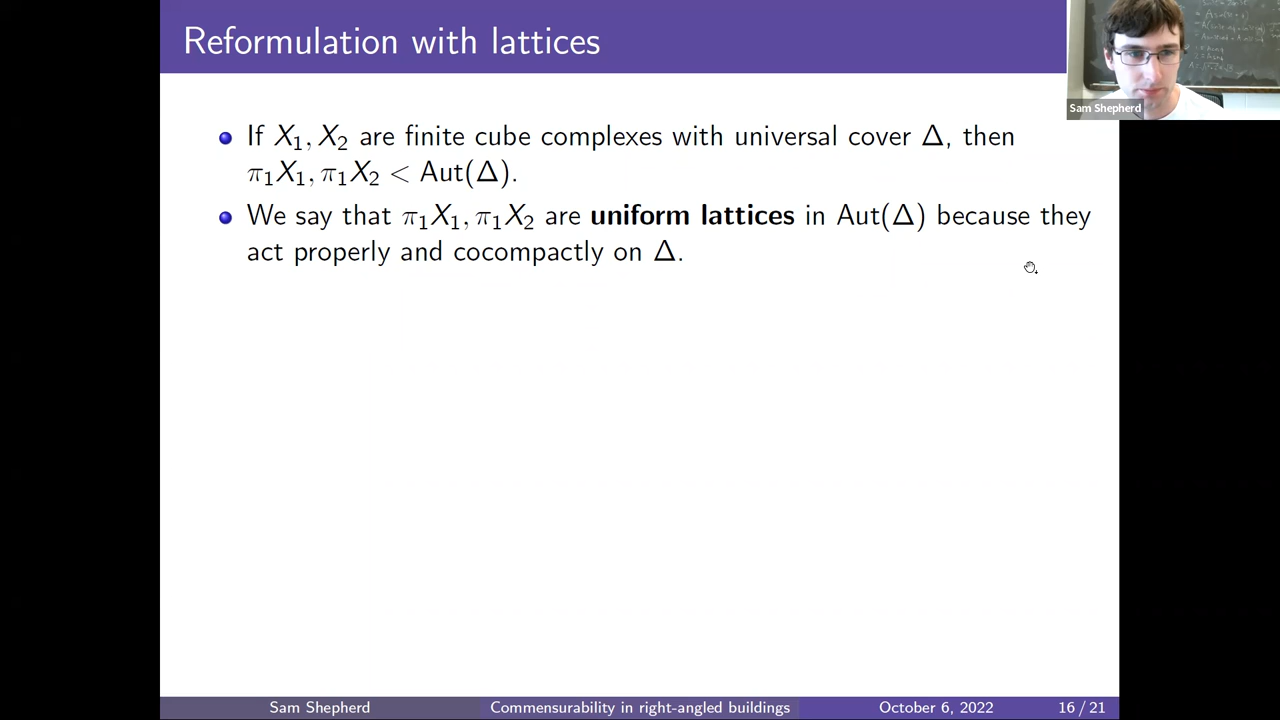 Reformulation with lattices
Sam Shepherd
If X₁, X₂ are finite cube complexes with universal cover Δ, then
π₁X₁, π₁X₂ < Aut(Δ).
We say that π₁X₁, π₁X₂ are uniform lattices in Aut(Δ) because they
act properly and cocompactly on Δ.
Sam Shepherd
Commensurability in right-angled buildings
October 6, 2022
16 / 21